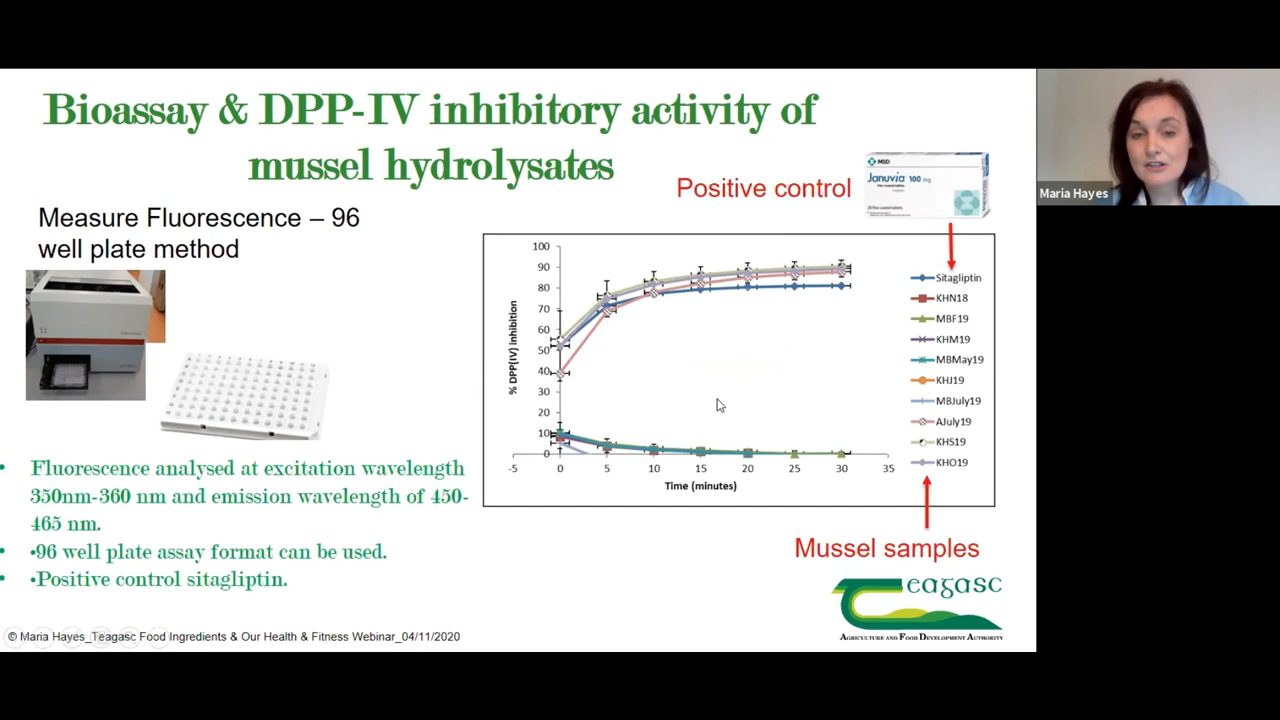 Bioassay & DPP-IV inhibitory activity of
mussel hydrolysates
Maria Hayes
Positive control
MSD
Januvia 100 mg
Measure Fluorescence – 96
well plate method
100
90
80
70
60
50
40
30
20
10
0
% DPP(IV) inhibition
-5
0
5
10
15
20
25
30
35
Time (minutes)
Sitagliptin
KHN18
MBF19
KHM19
MBMay19
KHJ19
MBJuly19
AJuly19
KHS19
KHO19
Mussel samples
• Fluorescence analysed at excitation wavelength
350nm-360 nm and emission wavelength of 450-
465 nm.
• •96 well plate assay format can be used.
• •Positive control sitagliptin.
Teagasc
AGRICULTURE AND FOOD DEVELOPMENT AUTHORITY
© Maria Hayes_Teagasc Food Ingredients & Our Health & Fitness Webinar_04/11/2020